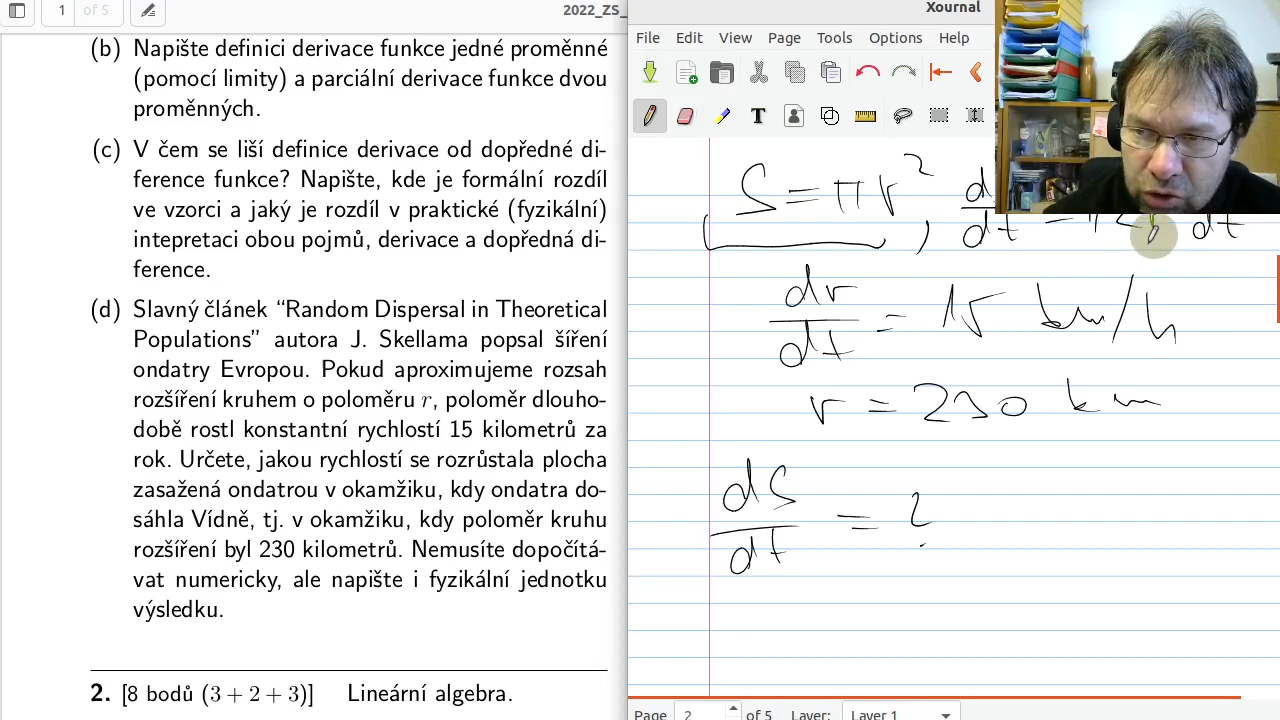 1 of 5
2022_ZS_
(b) Napište definici derivace funkce jedné proměnné
(pomocí limity) a parciální derivace funkce dvou
proměnných.
(c) V čem se liší definice derivace od dopředné di-
ference funkce? Napište, kde je formální rozdíl
ve vzorci a jaký je rozdíl v praktické (fyzikální)
intepretaci obou pojmů, derivace a dopředná di-
ference.
(d) Slavný článek “Random Dispersal in Theoretical
Populations” autora J. Skellama popsal šíření
ondatry Evropou. Pokud aproximujeme rozsah
rozšíření kruhem o poloměru r, poloměr dlouho-
době rostl konstantní rychlostí 15 kilometrů za
rok. Určete, jakou rychlostí se rozrůstala plocha
zasažená ondatrou v okamžiku, kdy ondatra do-
sáhla Vídně, tj. v okamžiku, kdy poloměr kruhu
rozšíření byl 230 kilometrů. Nemusíte dopočítá-
vat numericky, ale napište i fyzikální jednotku
výsledku.
2. [8 bodů (3 + 2 + 3)] Lineární algebra.
Xournal
File Edit View Page Tools Options Help
S = πr², d
dt = dt
dr/dt = 15 km/h
r = 230 km
dS/dt = ?
Page 2 of 5 Layer: Layer 1